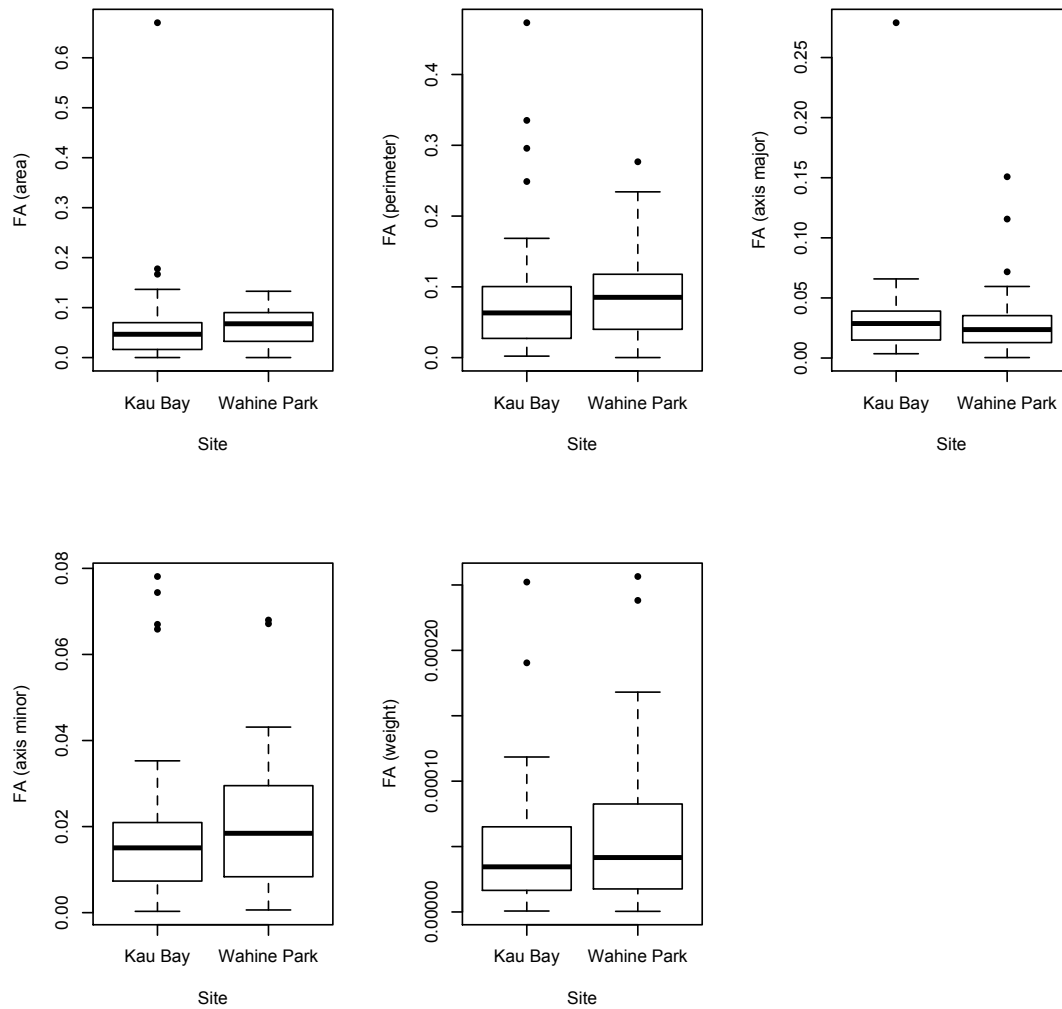 FA (area)
0.0 0.1 0.2 0.3 0.4 0.5 0.6
Kau Bay Wahine Park
Site
FA (perimeter)
0.0 0.1 0.2 0.3 0.4
Kau Bay Wahine Park
Site
FA (axis major)
0.00 0.05 0.10 0.15 0.20 0.25
Kau Bay Wahine Park
Site
FA (axis minor)
0.00 0.02 0.04 0.06 0.08
Kau Bay Wahine Park
Site
FA (weight)
0.00000 0.00010 0.00020
Kau Bay Wahine Park
Site